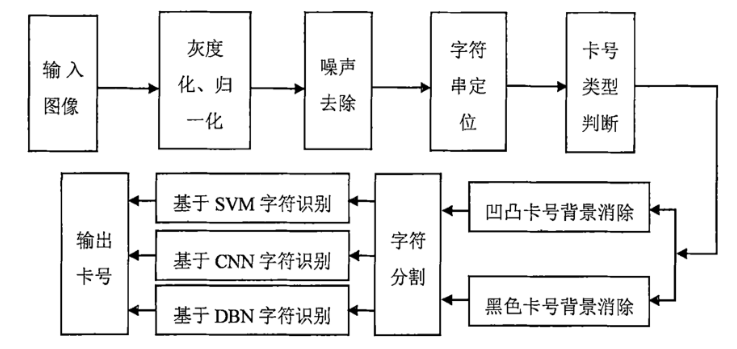 输入
图像
灰度
化、归
一化
噪声
去除
字符
串定
位
卡号
类型
判断
凹凸卡号背景消除
黑色卡号背景消除
字符
分割
基于 SVM 字符识别
基于 CNN 字符识别
基于 DBN 字符识别
输出
卡号